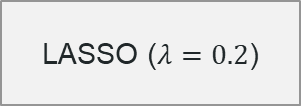 LASSO (𝜆 = 0.2)